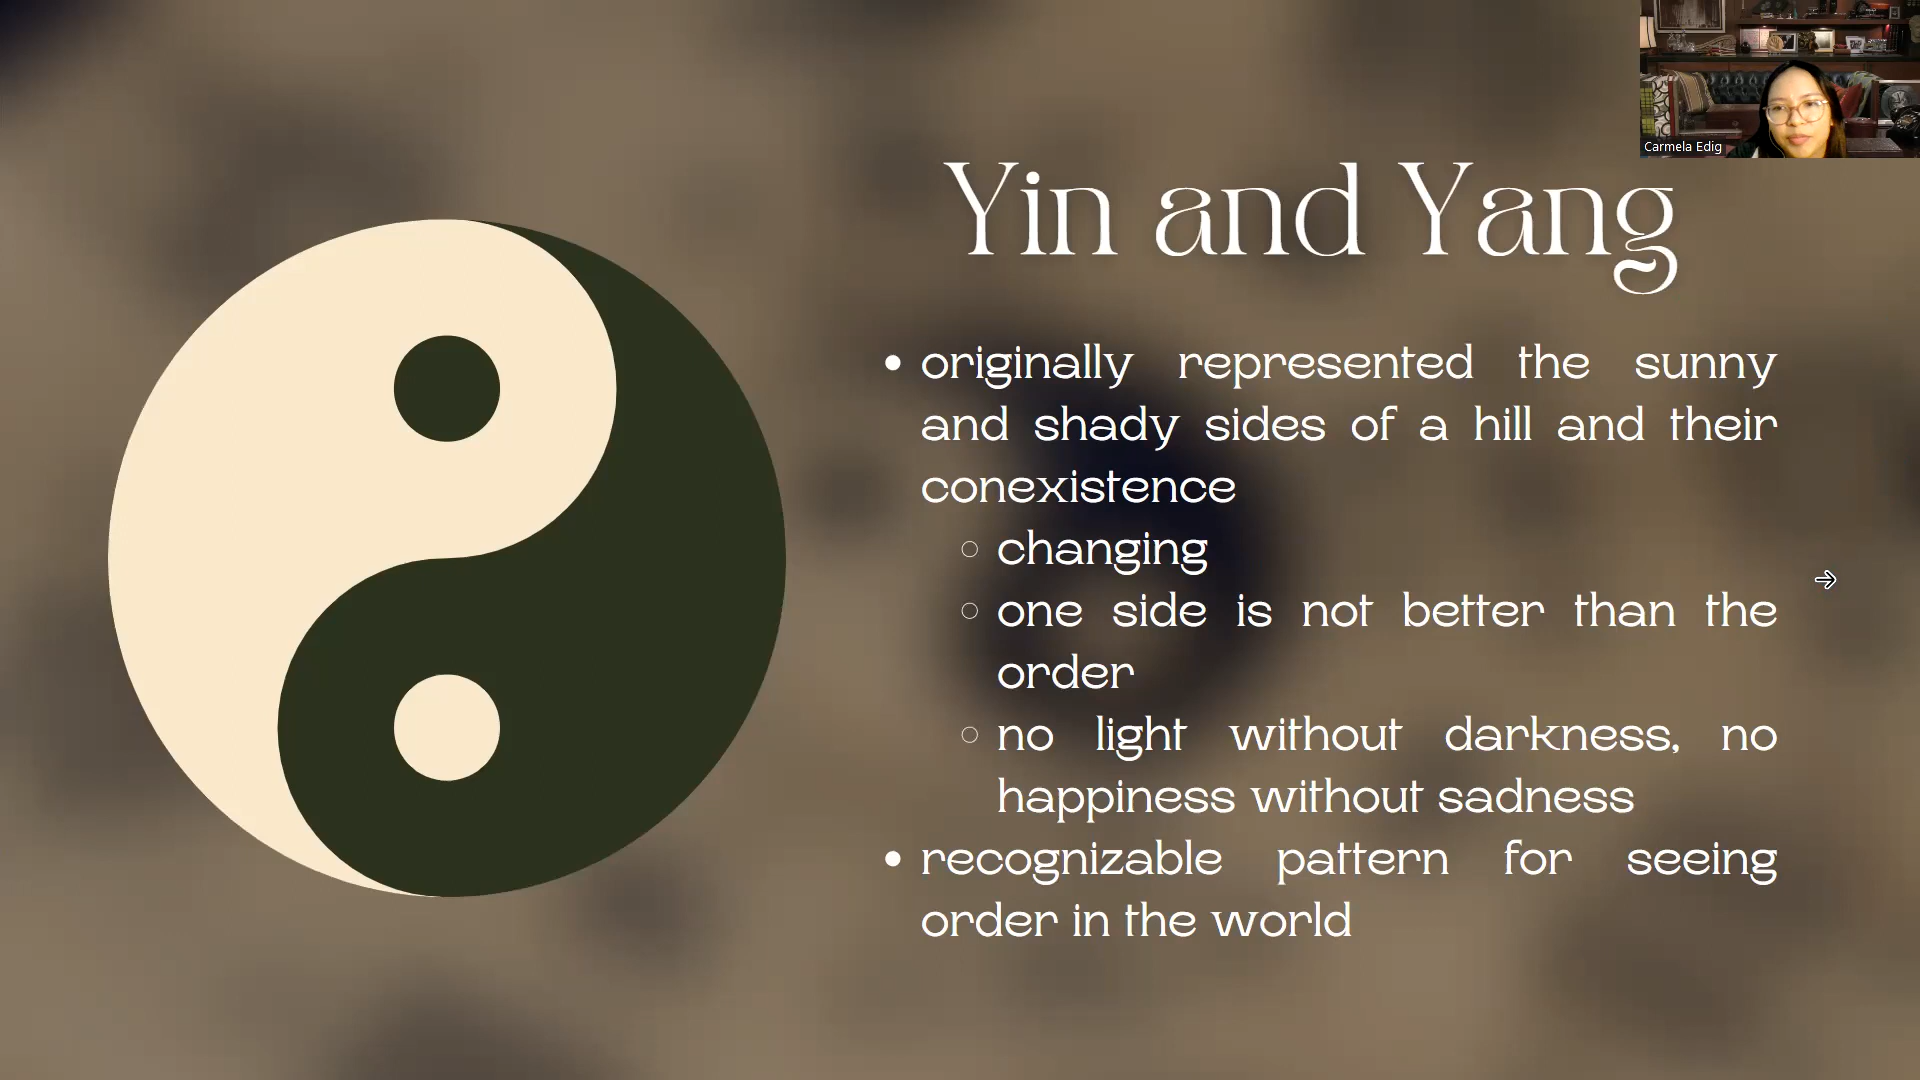 Carmela Edig
Yin and Yang
originally represented the sunny
and shady sides of a hill and their
conexistence
changing
one side is not better than the
order
no light without darkness, no
happiness without sadness
recognizable pattern for seeing
order in the world